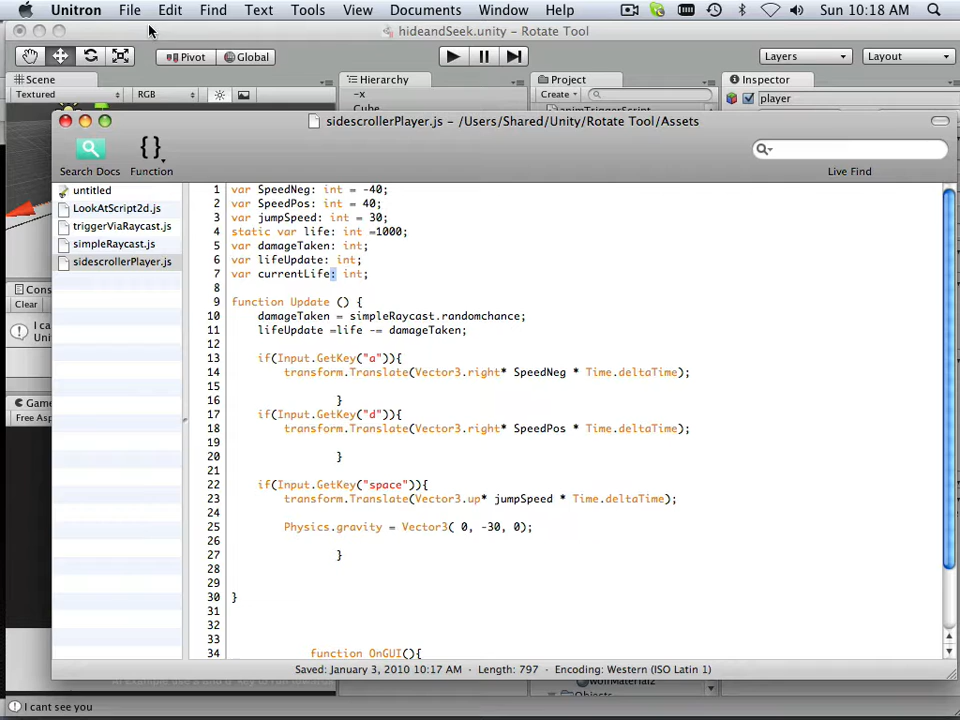 Unitron File Edit Find Text Tools View Documents Window Help Sun 10:18 AM
hideandSeek.unity – Rotate Tool
Pivot Global Layers Layout
Scene Hierarchy Project Inspector
Textured RGB -x Create player
Cube animTriggerScript
sidescrollerPlayer.js – /Users/Shared/Unity/Rotate Tool/Assets
{}
Search Docs Function Live Find
untitled
LookAtScript2d.js
triggerViaRaycast.js
simpleRaycast.js
sidescrollerPlayer.js
1 var SpeedNeg: int = -40;
2 var SpeedPos: int = 40;
3 var jumpSpeed: int = 30;
4 static var life: int =1000;
5 var damageTaken: int;
6 var lifeUpdate: int;
7 var currentLife: int;
8
9 function Update () {
10 damageTaken = simpleRaycast.randomchance;
11 lifeUpdate =life -= damageTaken;
12
13 if(Input.GetKey("a")){
14 transform.Translate(Vector3.right* SpeedNeg * Time.deltaTime);
15
16 }
17 if(Input.GetKey("d")){
18 transform.Translate(Vector3.right* SpeedPos * Time.deltaTime);
19
20 }
21
22 if(Input.GetKey("space")){
23 transform.Translate(Vector3.up* jumpSpeed * Time.deltaTime);
24
25 Physics.gravity = Vector3( 0, -30, 0);
26
27 }
28
29
30 }
31
32
33
34 function OnGUI(){
Cons
Clear
I ca
Uni
Game
Free Asp
Saved: January 3, 2010 10:17 AM Length: 797 Encoding: Western (ISO Latin 1)
Objects
I cant see you